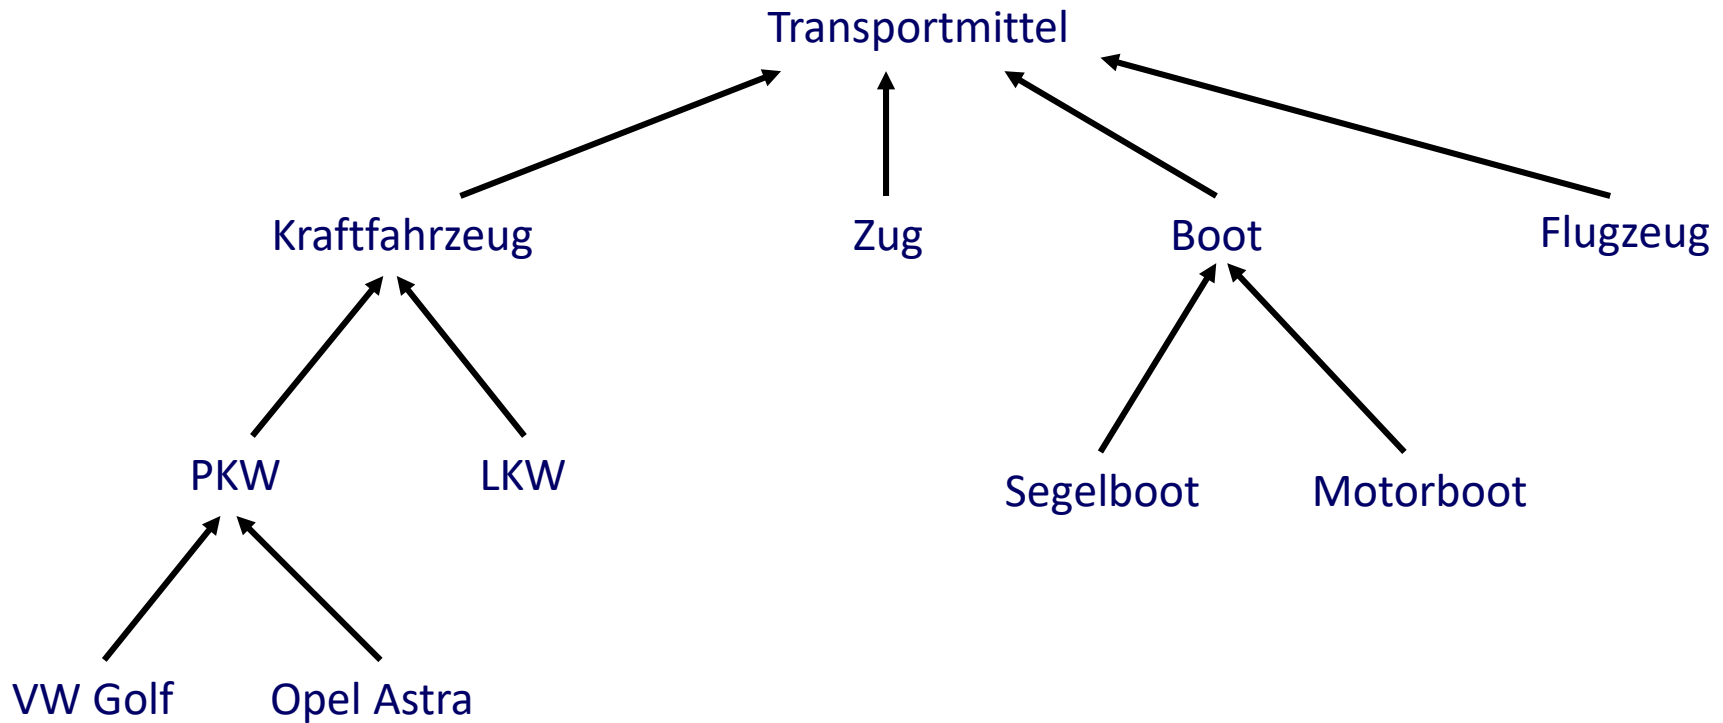 Transportmittel
Kraftfahrzeug
Zug
Boot
Flugzeug
PKW
LKW
Segelboot
Motorboot
VW Golf
Opel Astra